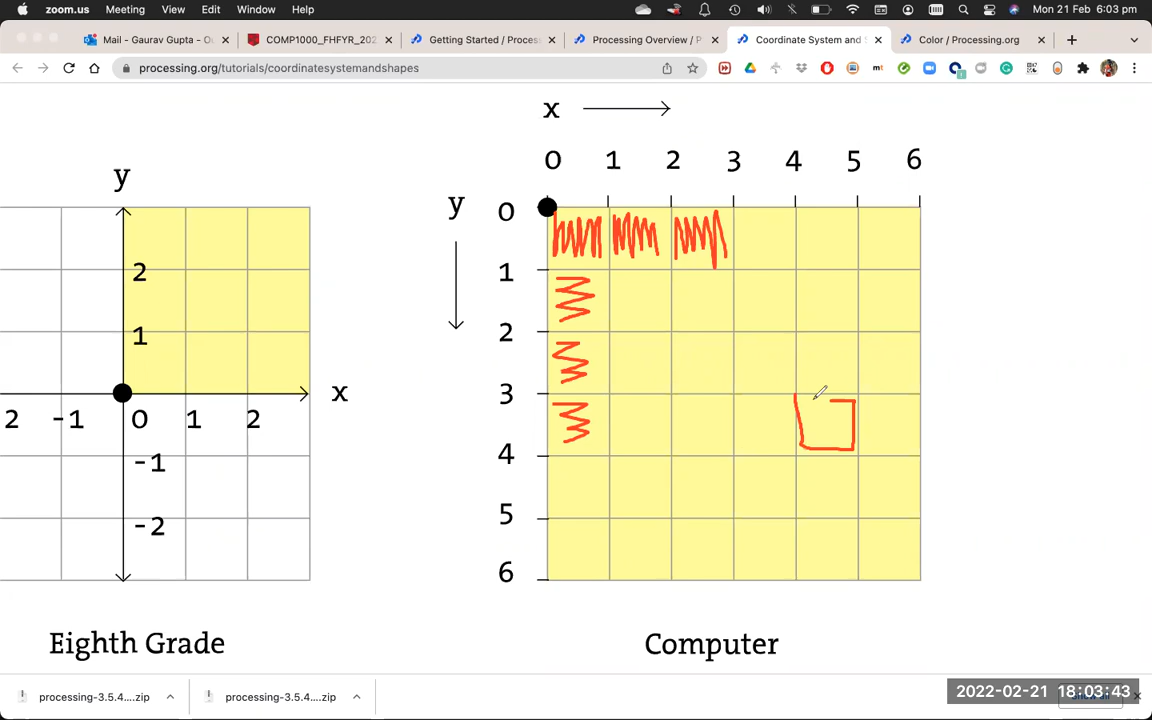 zoom.us Meeting View Edit Window Help Mon 21 Feb 6:03 pm
Mail - Gaurav Gupta - O COMP1000_FHFYR_202 Getting Started / Proces Processing Overview / P Coordinate System and Color / Processing.org
processing.org/tutorials/coordinatesystemandshapes
x
0 1 2 3 4 5 6
y
2
1
x
2 -1 0 1 2
-1
-2
y
0
1
2
3
4
5
6
Eighth Grade
Computer
processing-3.5.4....zip processing-3.5.4....zip
2022-02-21 18:03:43